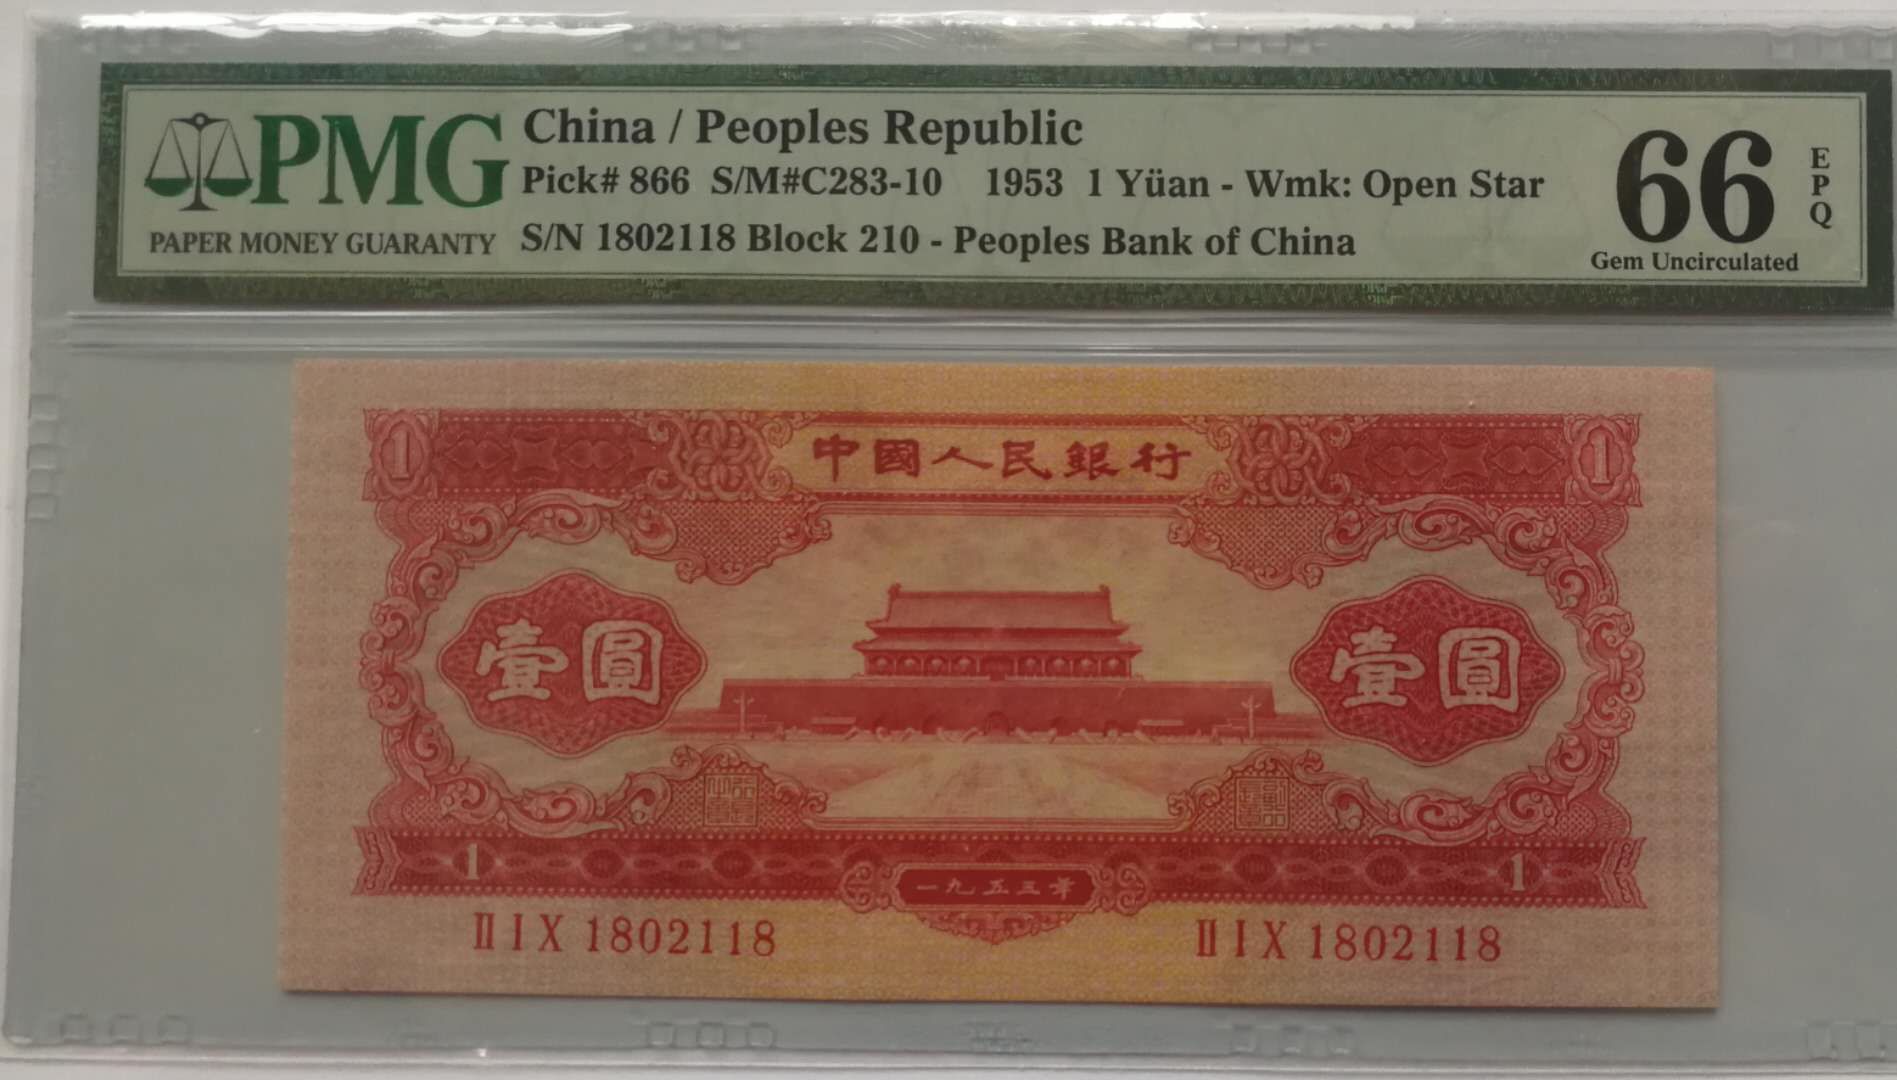 PMG
PAPER MONEY GUARANTY
China / Peoples Republic
Pick# 866 S/M#C283-10 1953 1 Yüan - Wmk: Open Star
S/N 1802118 Block 210 - Peoples Bank of China
66
EPQ
Gem Uncirculated
1 中國人民銀行 1
壹圓 壹圓
1 一九五三年 1
II I X 1802118 II I X 1802118